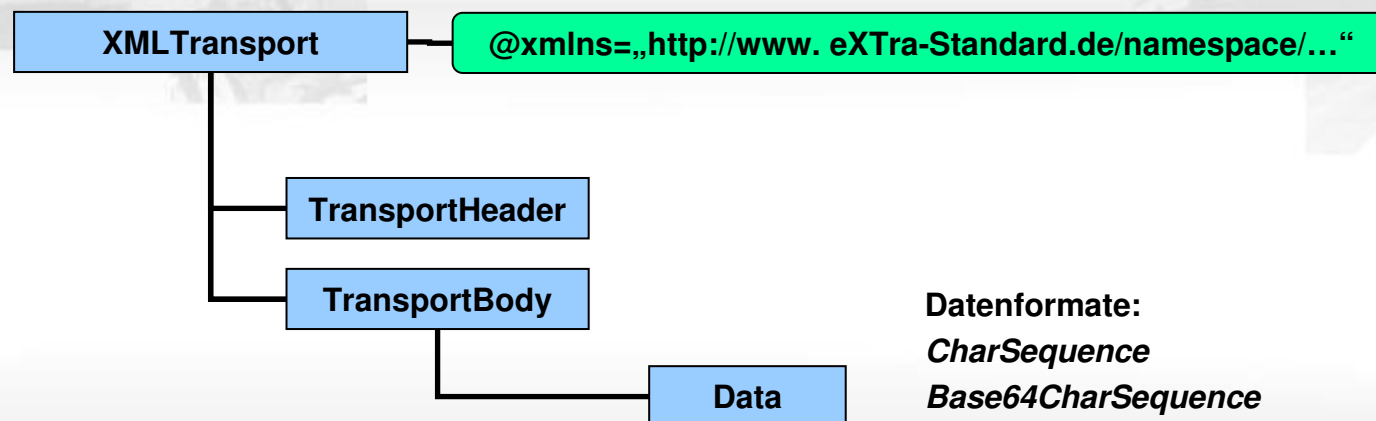 XMLTransport
@xmlns=„http://www. eXTra-Standard.de/namespace/…“
TransportHeader
TransportBody
Data
Datenformate:
CharSequence
Base64CharSequence